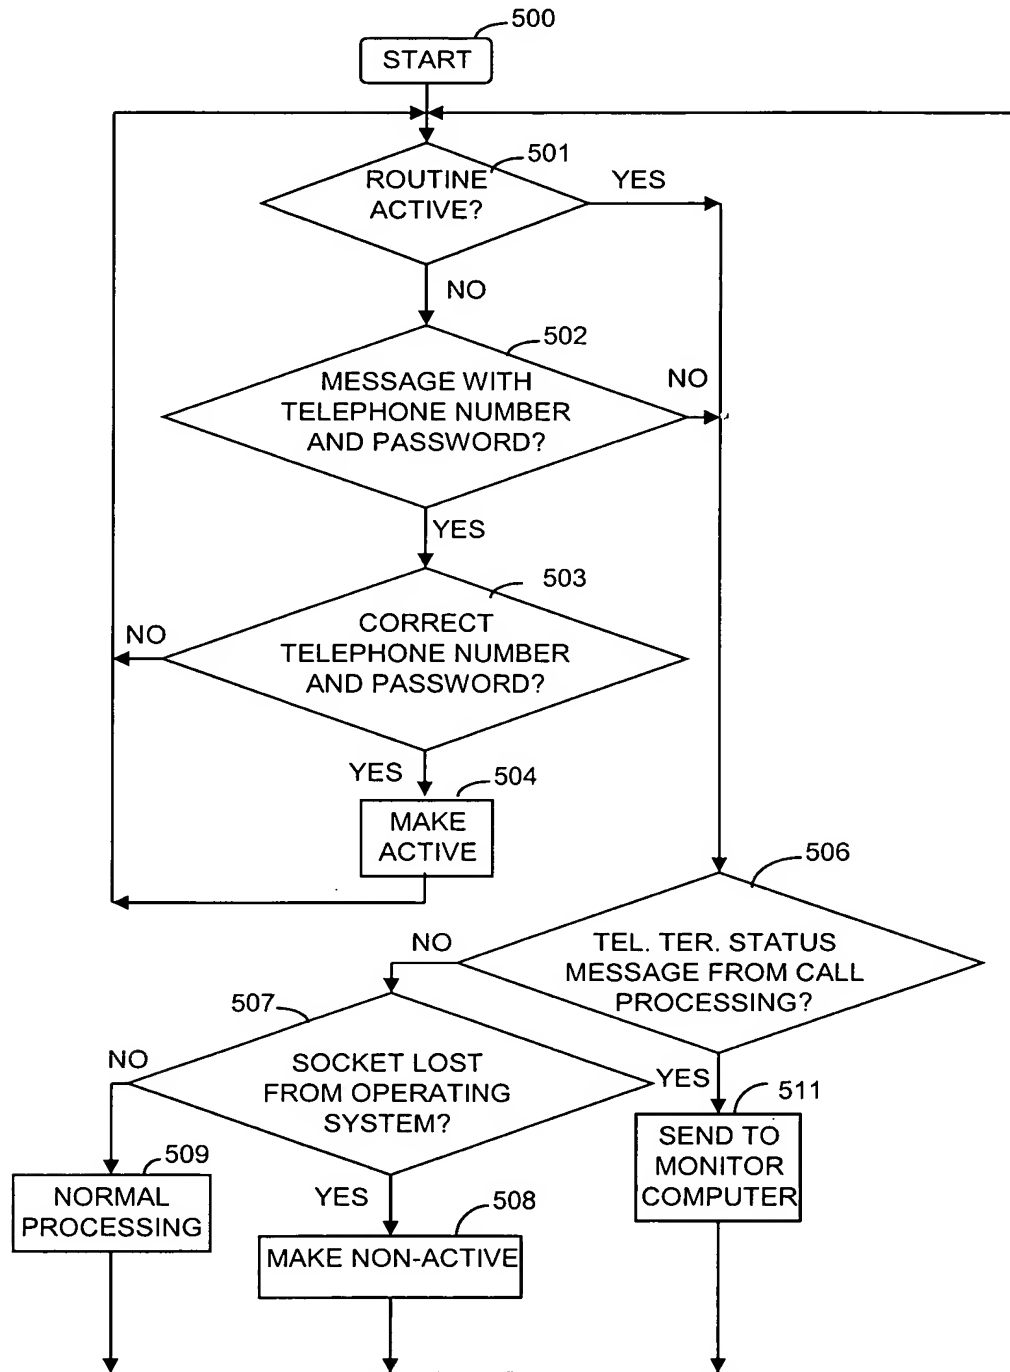 500
START
501
ROUTINE
ACTIVE?
YES
NO
502
MESSAGE WITH
TELEPHONE NUMBER
AND PASSWORD?
NO
YES
503
CORRECT
TELEPHONE NUMBER
AND PASSWORD?
NO
YES
504
MAKE
ACTIVE
506
TEL. TER. STATUS
MESSAGE FROM CALL
PROCESSING?
NO
YES
507
SOCKET LOST
FROM OPERATING
SYSTEM?
NO
YES
511
SEND TO
MONITOR
COMPUTER
509
NORMAL
PROCESSING
508
MAKE NON-ACTIVE